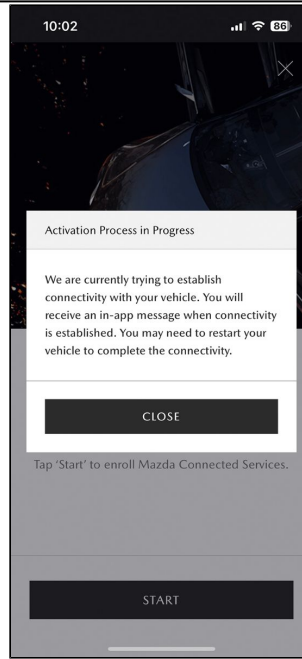 10:02
86
Activation Process in Progress
We are currently trying to establish
connectivity with your vehicle. You will
receive an in-app message when connectivity
is established. You may need to restart your
vehicle to complete the connectivity.
CLOSE
Tap ‘Start’ to enroll Mazda Connected Services.
START